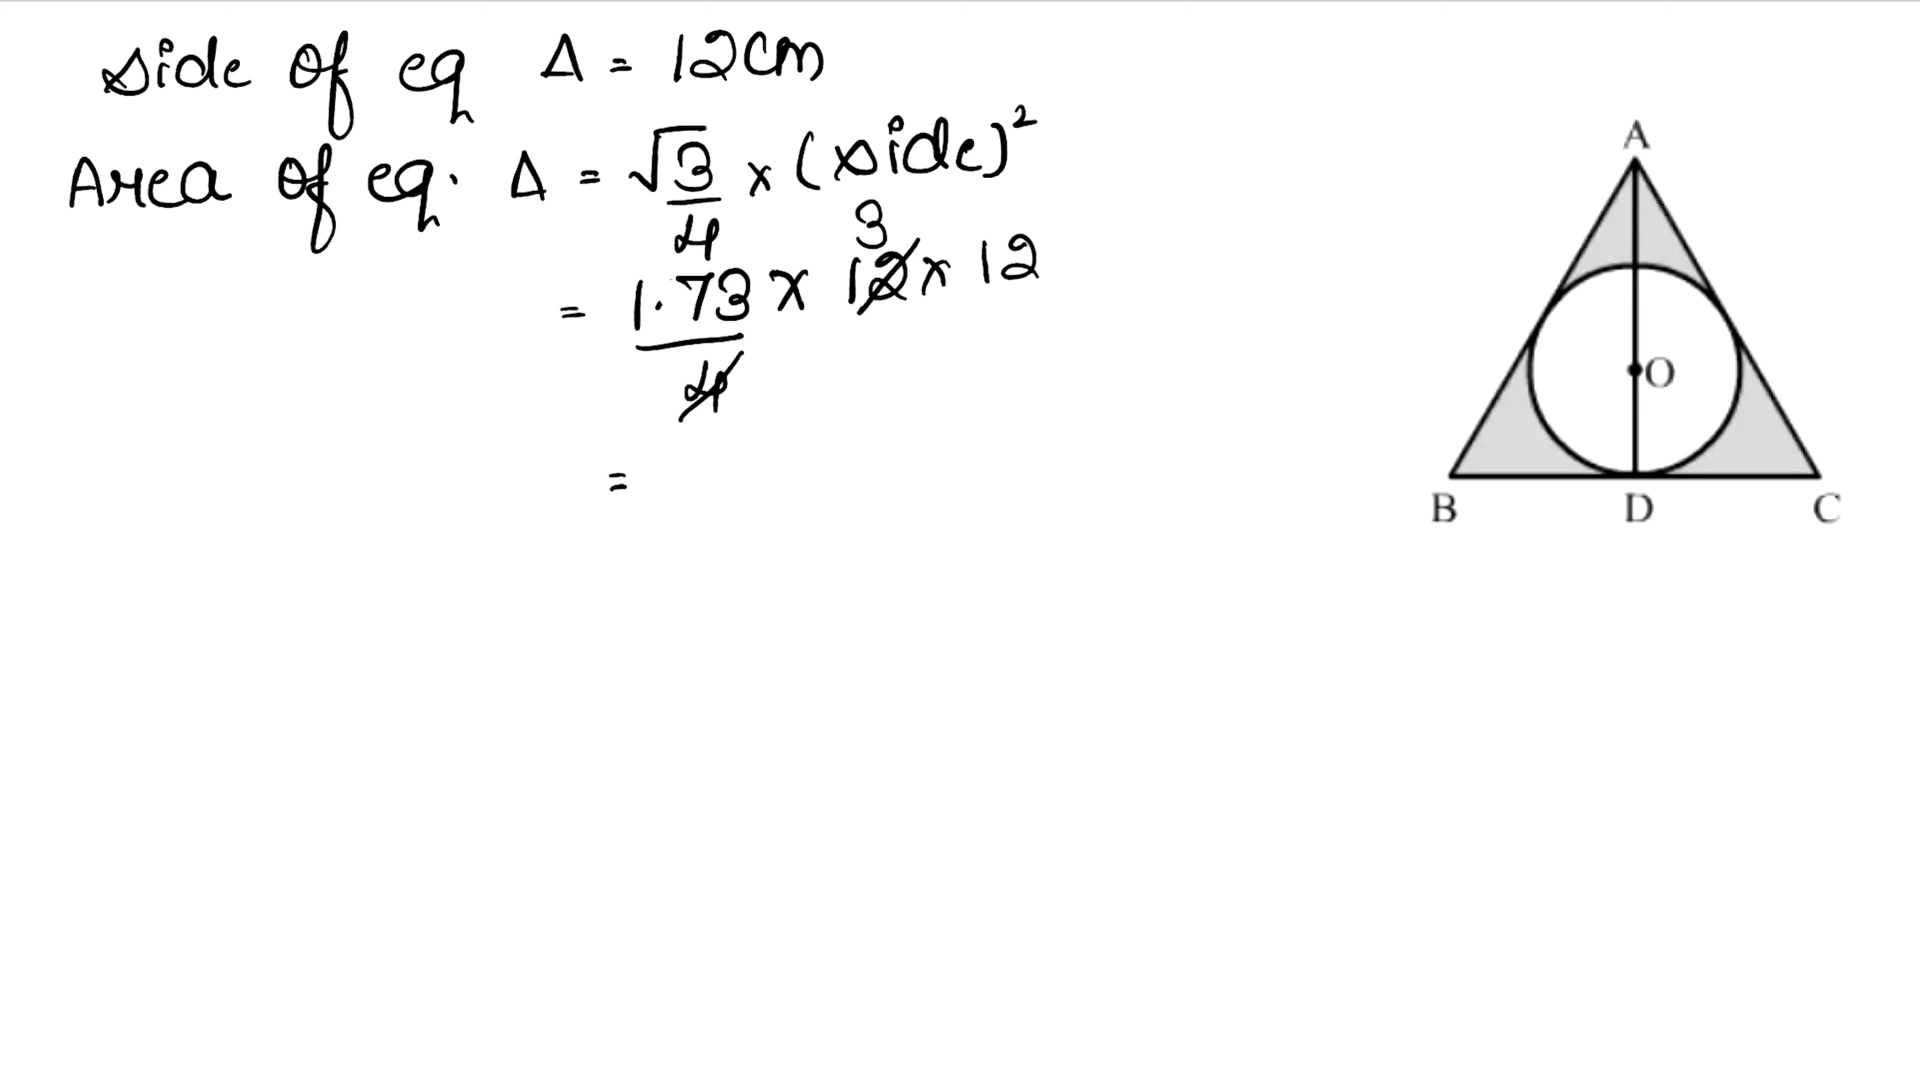 side of eq Δ = 12cm
Area of eq. Δ = √3/4 x (side)²
= 1.73/4 x 12 x 12
3
=
A
O
B D C